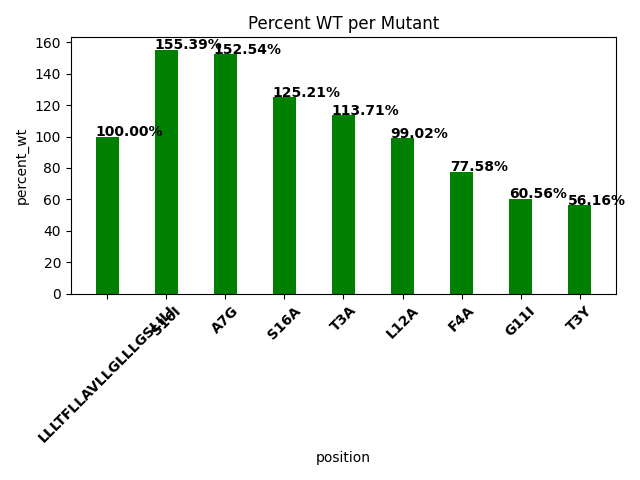 Percent WT per Mutant
percent_wt
160
140
120
100
80
60
40
20
0
100.00%
155.39%
152.54%
125.21%
113.71%
99.02%
77.58%
60.56%
56.16%
S16I
A7G
S16A
T3A
L12A
F4A
G11I
T3Y
position